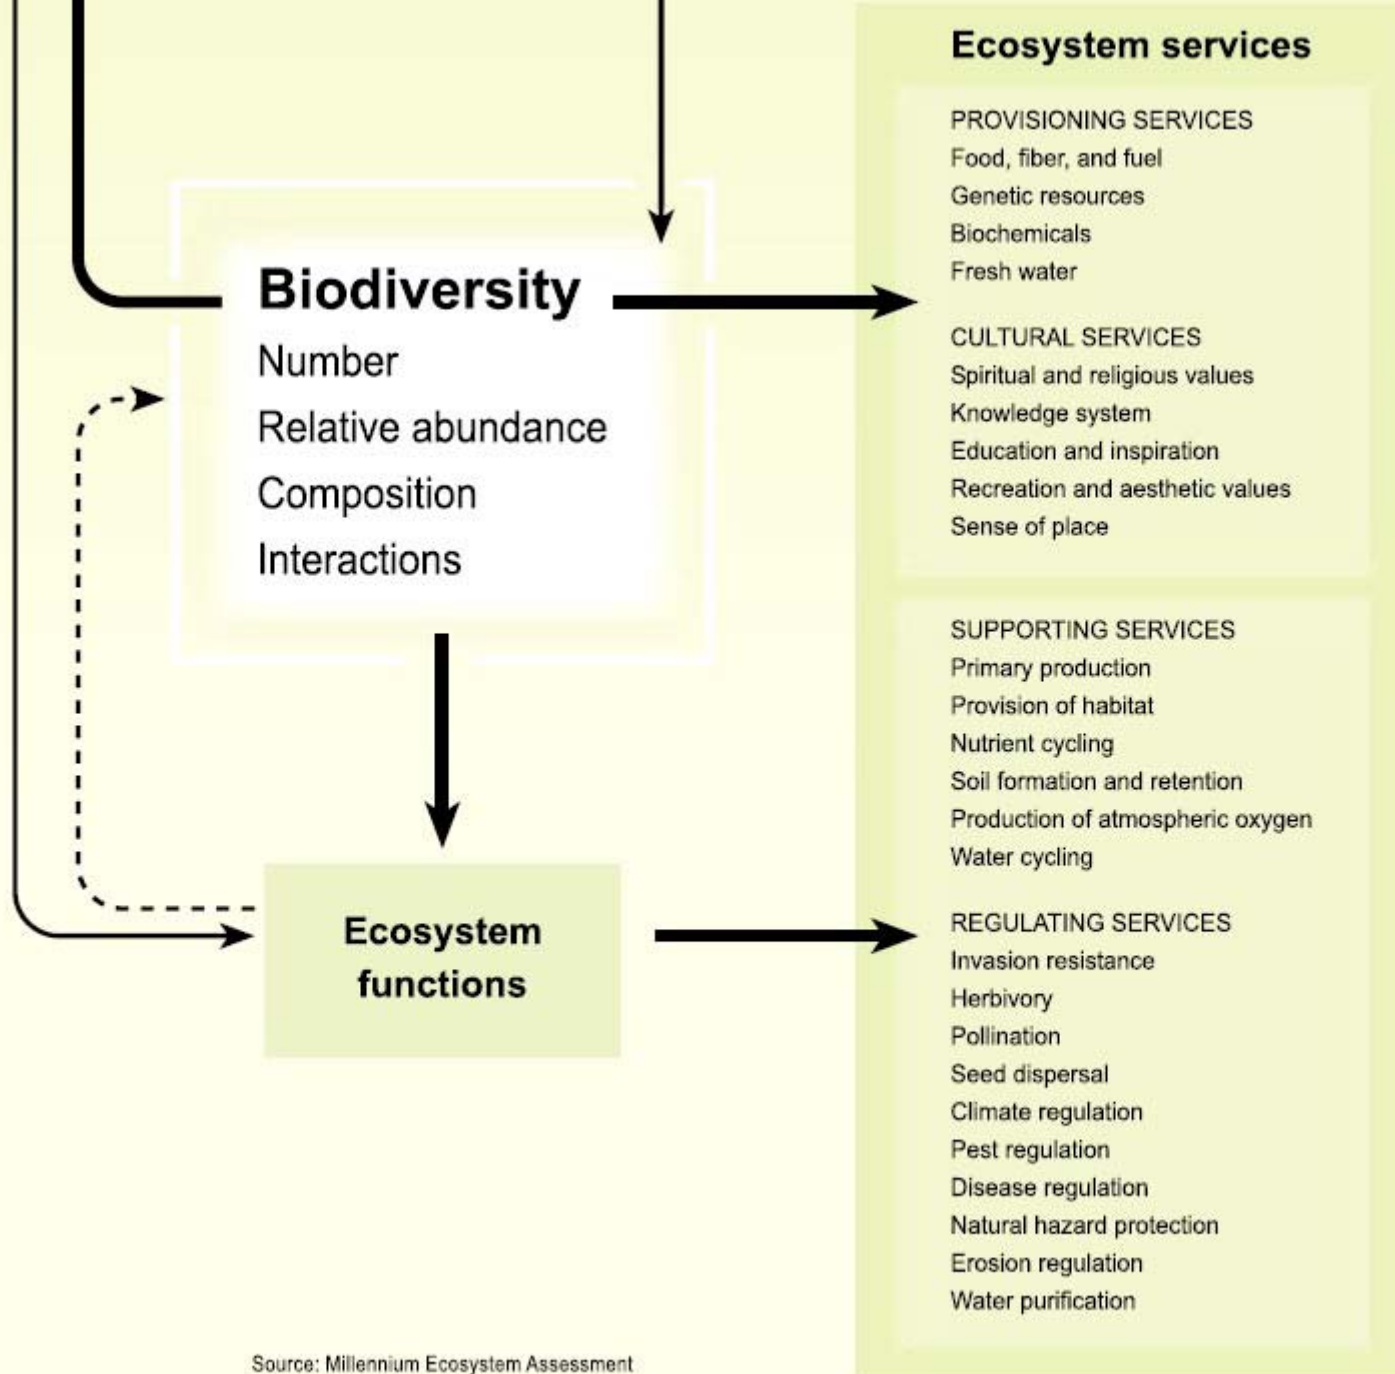 Biodiversity
Number
Relative abundance
Composition
Interactions
Ecosystem
functions
Ecosystem services
PROVISIONING SERVICES
Food, fiber, and fuel
Genetic resources
Biochemicals
Fresh water
CULTURAL SERVICES
Spiritual and religious values
Knowledge system
Education and inspiration
Recreation and aesthetic values
Sense of place
SUPPORTING SERVICES
Primary production
Provision of habitat
Nutrient cycling
Soil formation and retention
Production of atmospheric oxygen
Water cycling
REGULATING SERVICES
Invasion resistance
Herbivory
Pollination
Seed dispersal
Climate regulation
Pest regulation
Disease regulation
Natural hazard protection
Erosion regulation
Water purification
Source: Millennium Ecosystem Assessment